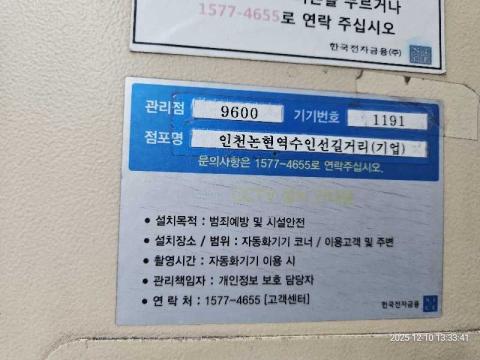 누르거나
1577-4655로 연락 주십시오
한국전자금융(주)
관리점 9600 기기번호 1191
점포명 인천논현역수인선길거리(기업)
문의사항은 1577-4655로 연락주십시오.
• 설치목적 : 범죄예방 및 시설안전
• 설치장소 / 범위 : 자동화기기 코너 / 이용고객 및 주변
• 촬영시간 : 자동화기기 이용 시
• 관리책임자 : 개인정보 보호 담당자
• 연 락 처 : 1577-4655 [고객센터]
한국전자금융
2025-12-10 13:33:41